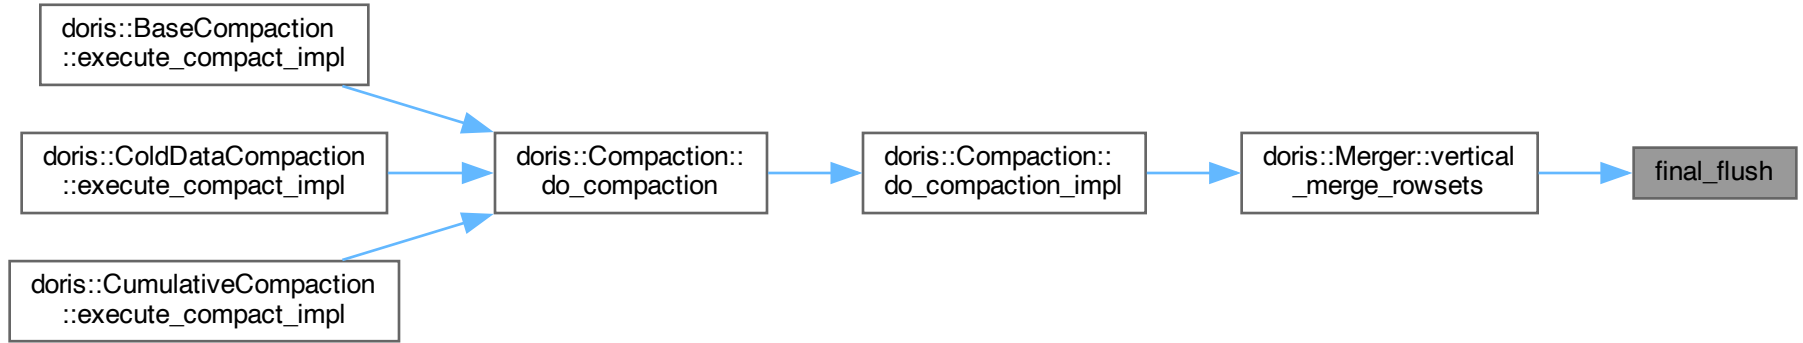 doris::BaseCompaction
::execute_compact_impl
doris::ColdDataCompaction
::execute_compact_impl
doris::CumulativeCompaction
::execute_compact_impl
doris::Compaction::
do_compaction
doris::Compaction::
do_compaction_impl
doris::Merger::vertical
_merge_rowsets
final_flush